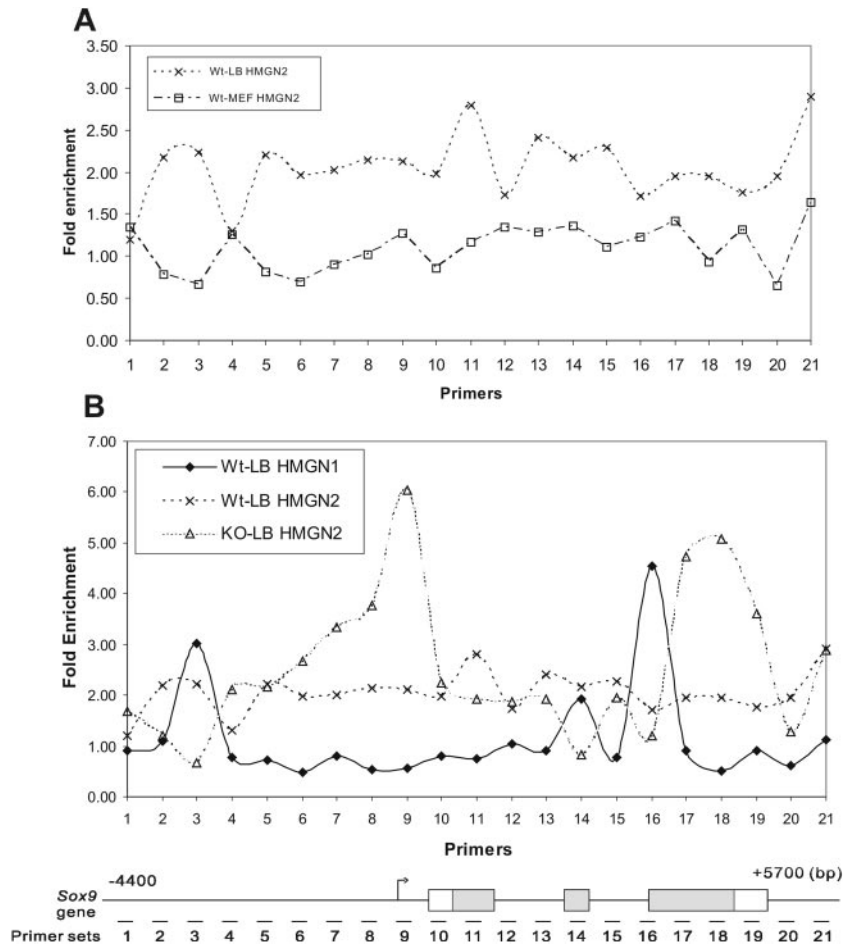 A
3.50
3.00
2.50
2.00
1.50
1.00
0.50
0.00
Fold enrichment
Wt-LB HMGN2
Wt-MEF HMGN2
1 2 3 4 5 6 7 8 9 10 11 12 13 14 15 16 17 18 19 20 21
Primers
B
7.00
6.00
5.00
4.00
3.00
2.00
1.00
0.00
Fold Enrichment
Wt-LB HMGN1
Wt-LB HMGN2
KO-LB HMGN2
1 2 3 4 5 6 7 8 9 10 11 12 13 14 15 16 17 18 19 20 21
Primers
-4400 +5700 (bp)
Sox9
gene
Primer sets 1 2 3 4 5 6 7 8 9 10 11 12 13 14 15 16 17 18 19 20 21